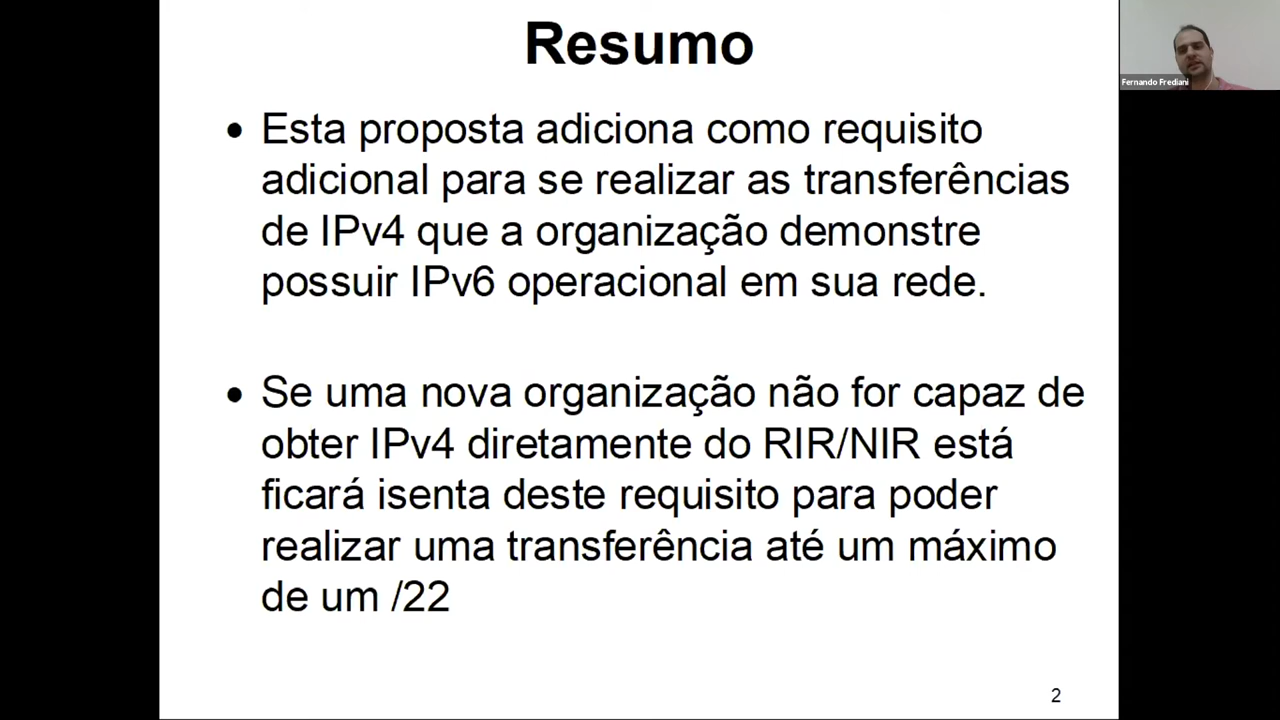 Resumo
Fernando Frediani
• Esta proposta adiciona como requisito
adicional para se realizar as transferências
de IPv4 que a organização demonstre
possuir IPv6 operacional em sua rede.
• Se uma nova organização não for capaz de
obter IPv4 diretamente do RIR/NIR está
ficará isenta deste requisito para poder
realizar uma transferência até um máximo
de um /22
2